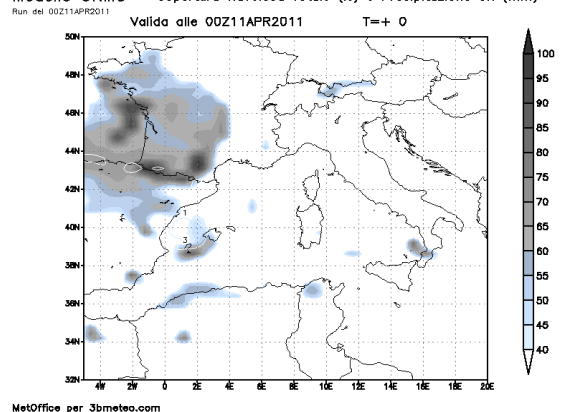 Run del 00Z11APR2011
Valida alle 00Z11APR2011 T=+ 0
50N
48N
46N
44N
42N
40N
38N
36N
34N
32N
4W 2W 0 2E 4E 6E 8E 10E 12E 14E 16E 18E 20E
1
3
100
95
90
85
80
75
70
65
60
55
50
45
40
MetOffice per 3bmeteo.com